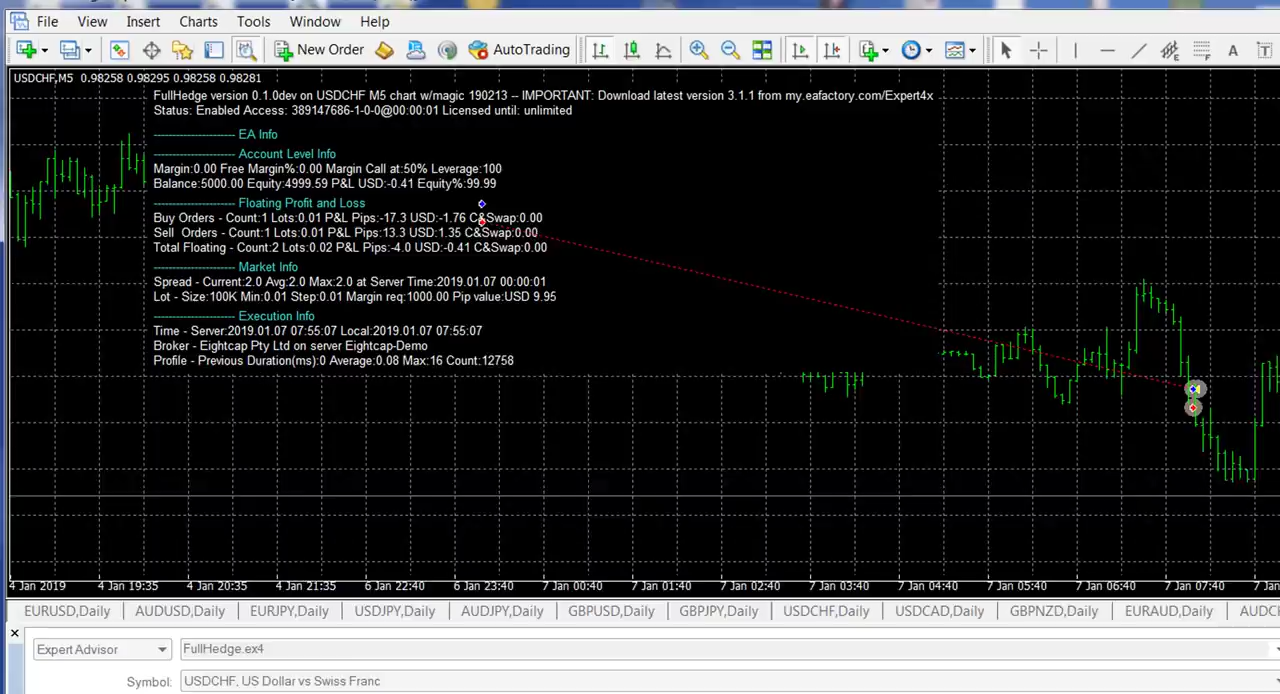 File View Insert Charts Tools Window Help
New Order AutoTrading A T
USDCHF,M5 0.98258 0.98295 0.98258 0.98281
FullHedge version 0.1.0dev on USDCHF M5 chart w/magic 190213 -- IMPORTANT: Download latest version 3.1.1 from my.eafactory.com/Expert4x
Status: Enabled Access: 389147686-1-0-0@00:00:01 Licensed until: unlimited
---------------------- EA Info
---------------------- Account Level Info
Margin:0.00 Free Margin%:0.00 Margin Call at:50% Leverage:100
Balance:5000.00 Equity:4999.59 P&L USD:-0.41 Equity%:99.99
---------------------- Floating Profit and Loss
Buy Orders - Count:1 Lots:0.01 P&L Pips:-17.3 USD:-1.76 C&Swap:0.00
Sell Orders - Count:1 Lots:0.01 P&L Pips:13.3 USD:1.35 C&Swap:0.00
Total Floating - Count:2 Lots:0.02 P&L Pips:-4.0 USD:-0.41 C&Swap:0.00
---------------------- Market Info
Spread - Current:2.0 Avg:2.0 Max:2.0 at Server Time:2019.01.07 00:00:01
Lot - Size:100K Min:0.01 Step:0.01 Margin req:1000.00 Pip value:USD 9.95
---------------------- Execution Info
Time - Server:2019.01.07 07:55:07 Local:2019.01.07 07:55:07
Broker - Eightcap Pty Ltd on server Eightcap-Demo
Profile - Previous Duration(ms):0 Average:0.08 Max:16 Count:12758
4 Jan 2019 4 Jan 19:35 4 Jan 20:35 4 Jan 21:35 6 Jan 22:40 6 Jan 23:40 7 Jan 00:40 7 Jan 01:40 7 Jan 02:40 7 Jan 03:40 7 Jan 04:40 7 Jan 05:40 7 Jan 06:40 7 Jan 07:40 7 Jan
EURUSD,Daily AUDUSD,Daily EURJPY,Daily USDJPY,Daily AUDJPY,Daily GBPUSD,Daily GBPJPY,Daily USDCHF,Daily USDCAD,Daily GBPNZD,Daily EURAUD,Daily AUDC
Expert Advisor FullHedge.ex4
Symbol: USDCHF, US Dollar vs Swiss Franc